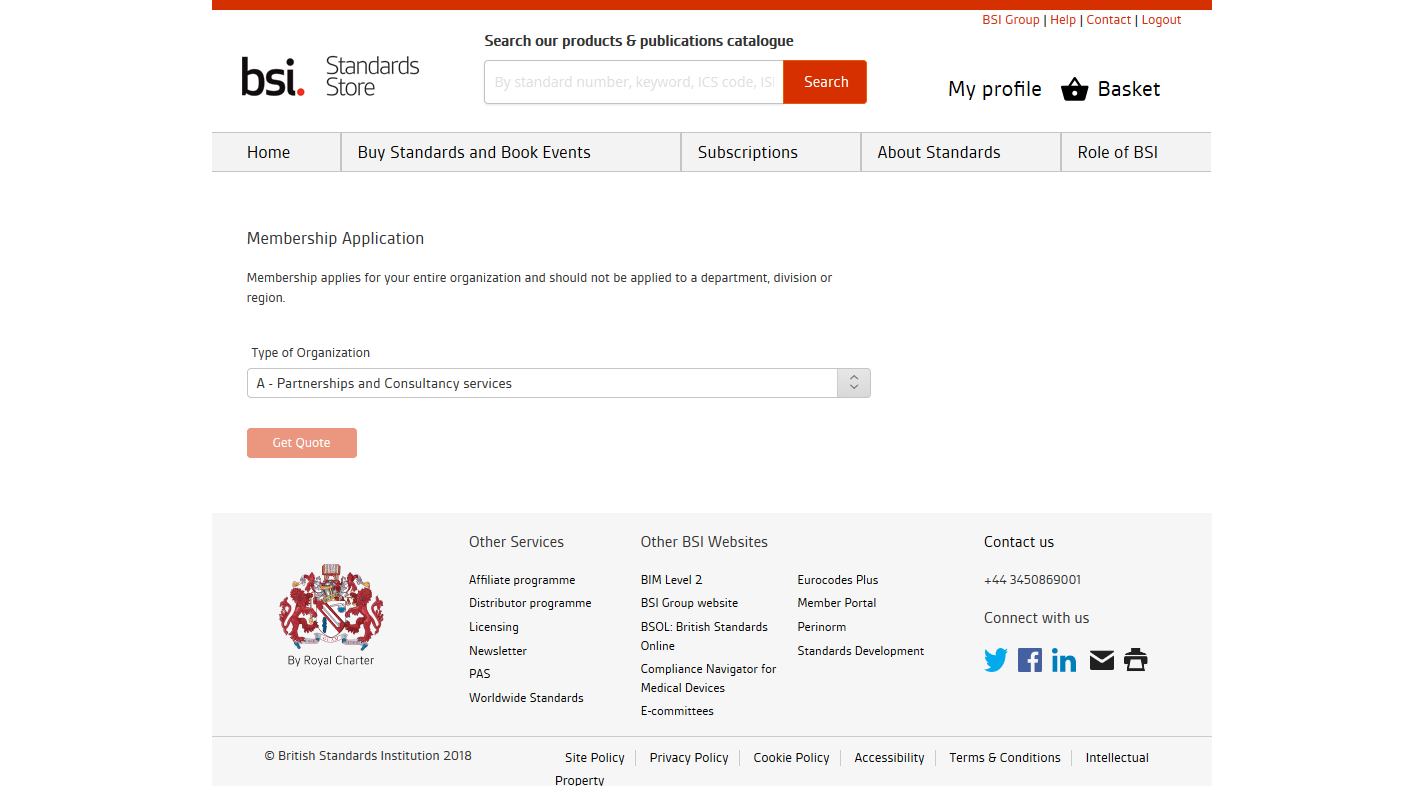 BSI Group | Help | Contact | Logout
Search our products & publications catalogue
bsi. Standards Store
By standard number, keyword, ICS code, ISI
Search
My profile
Basket
Home
Buy Standards and Book Events
Subscriptions
About Standards
Role of BSI
Membership Application
Membership applies for your entire organization and should not be applied to a department, division or
region.
Type of Organization
A - Partnerships and Consultancy services
Get Quote
By Royal Charter
Other Services
Affiliate programme
Distributor programme
Licensing
Newsletter
PAS
Worldwide Standards
Other BSI Websites
BIM Level 2
BSI Group website
BSOL: British Standards
Online
Compliance Navigator for
Medical Devices
E-committees
Eurocodes Plus
Member Portal
Perinorm
Standards Development
Contact us
+44 3450869001
Connect with us
© British Standards Institution 2018
Site Policy
Privacy Policy
Cookie Policy
Accessibility
Terms & Conditions
Intellectual
Property